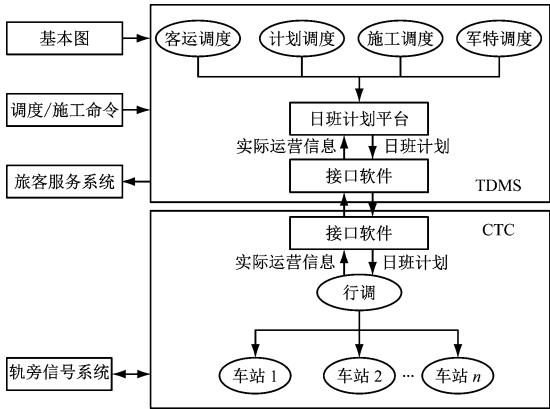 基本图
客运调度 计划调度 施工调度 军特调度
调度/施工命令
日班计划平台
实际运营信息 日班计划
旅客服务系统
接口软件
TDMS
接口软件
CTC
实际运营信息 日班计划
行调
轨旁信号系统
车站1 车站2 … 车站n